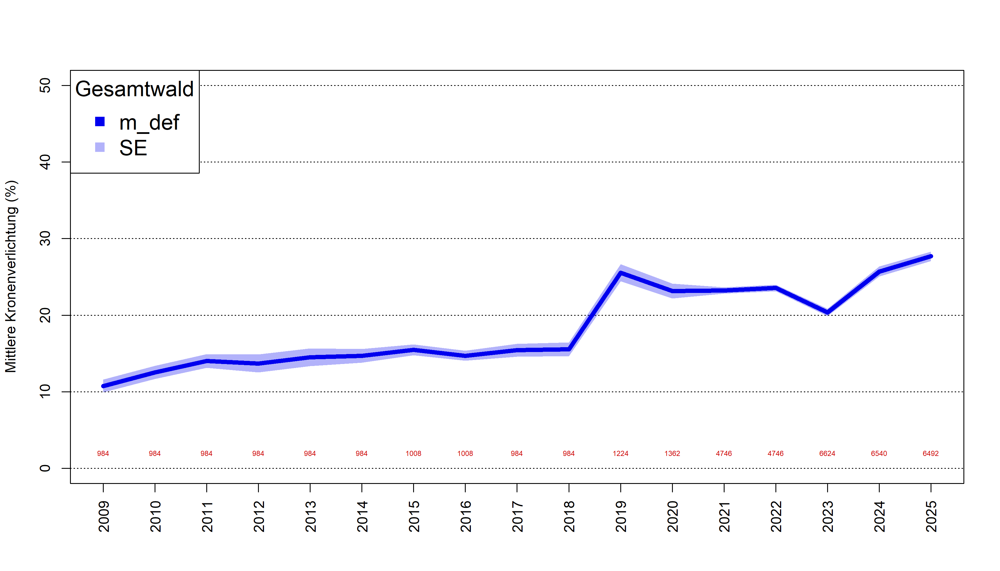 Gesamtwald
m_def
SE
Mittlere Kronenverlichtung (%)
50
40
30
20
10
0
984 984 984 984 984 984 1008 1008 984 984 1224 1362 4746 4746 6624 6540 6492
2009 2010 2011 2012 2013 2014 2015 2016 2017 2018 2019 2020 2021 2022 2023 2024 2025